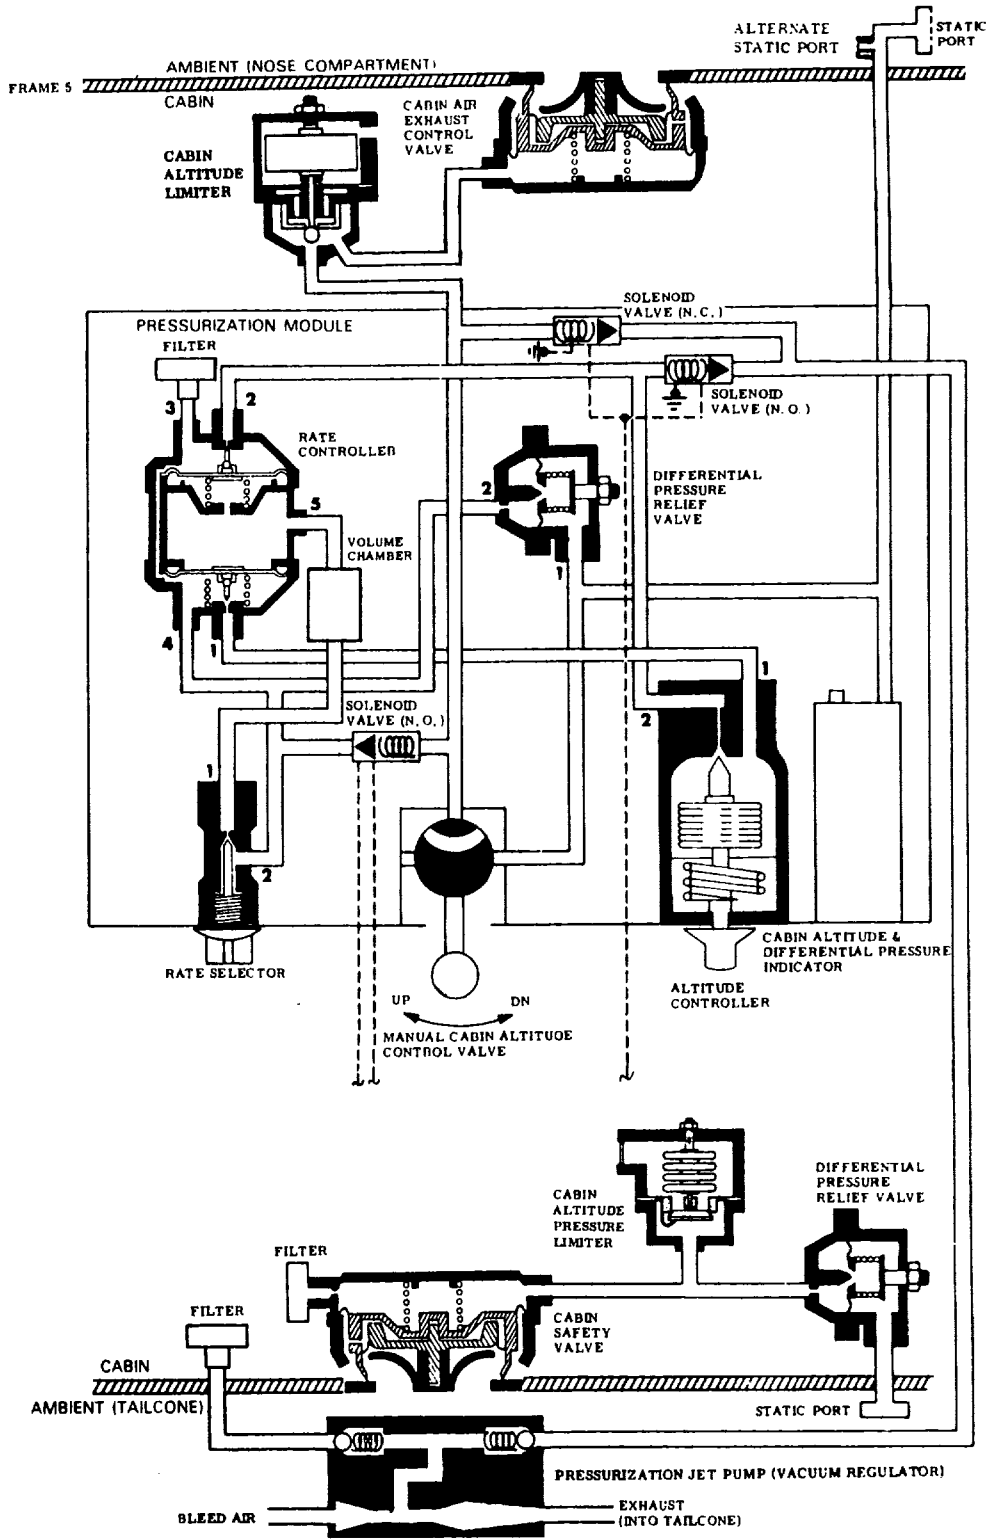 ALTERNATE
STATIC PORT
STATIC
PORT
AMBIENT (NOSE COMPARTMENT)
FRAME 5
CABIN
CABIN AIR
EXHAUST
CONTROL
VALVE
CABIN
ALTITUDE
LIMITER
SOLENOID
VALVE (N.C.)
PRESSURIZATION MODULE
FILTER
3
2
SOLENOID
VALVE (N.O.)
RATE
CONTROLLER
DIFFERENTIAL
PRESSURE
RELIEF
VALVE
2
5
VOLUME
CHAMBER
1
4
1
1
SOLENOID
VALVE (N.O.)
2
1
2
RATE SELECTOR
CABIN ALTITUDE &
DIFFERENTIAL PRESSURE
INDICATOR
ALTITUDE
CONTROLLER
UP
DN
MANUAL CABIN ALTITUDE
CONTROL VALVE
DIFFERENTIAL
PRESSURE
RELIEF VALVE
CABIN
ALTITUDE
PRESSURE
LIMITER
FILTER
FILTER
CABIN
SAFETY
VALVE
CABIN
AMBIENT (TAILCONE)
STATIC PORT
PRESSURIZATION JET PUMP (VACUUM REGULATOR)
BLEED AIR
EXHAUST
(INTO TAILCONE)